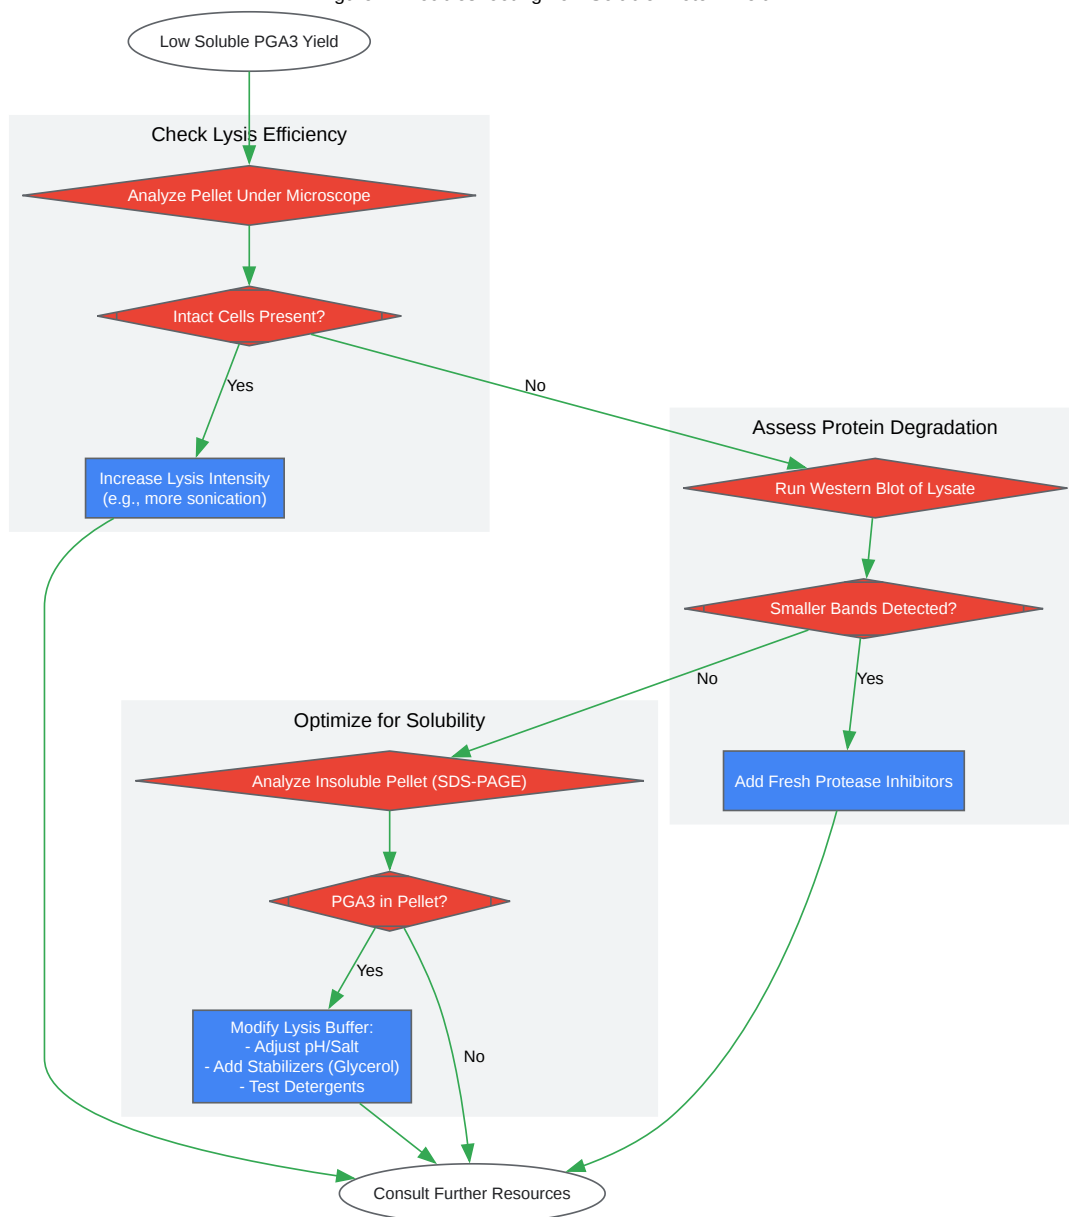 Low Soluble PGA3 Yield
Check Lysis Efficiency
Analyze Pellet Under Microscope
Intact Cells Present?
Yes
No
Increase Lysis Intensity
(e.g., more sonication)
Assess Protein Degradation
Run Western Blot of Lysate
Smaller Bands Detected?
No
Yes
Add Fresh Protease Inhibitors
Optimize for Solubility
Analyze Insoluble Pellet (SDS-PAGE)
PGA3 in Pellet?
Yes
No
Modify Lysis Buffer:
- Adjust pH/Salt
- Add Stabilizers (Glycerol)
- Test Detergents
Consult Further Resources